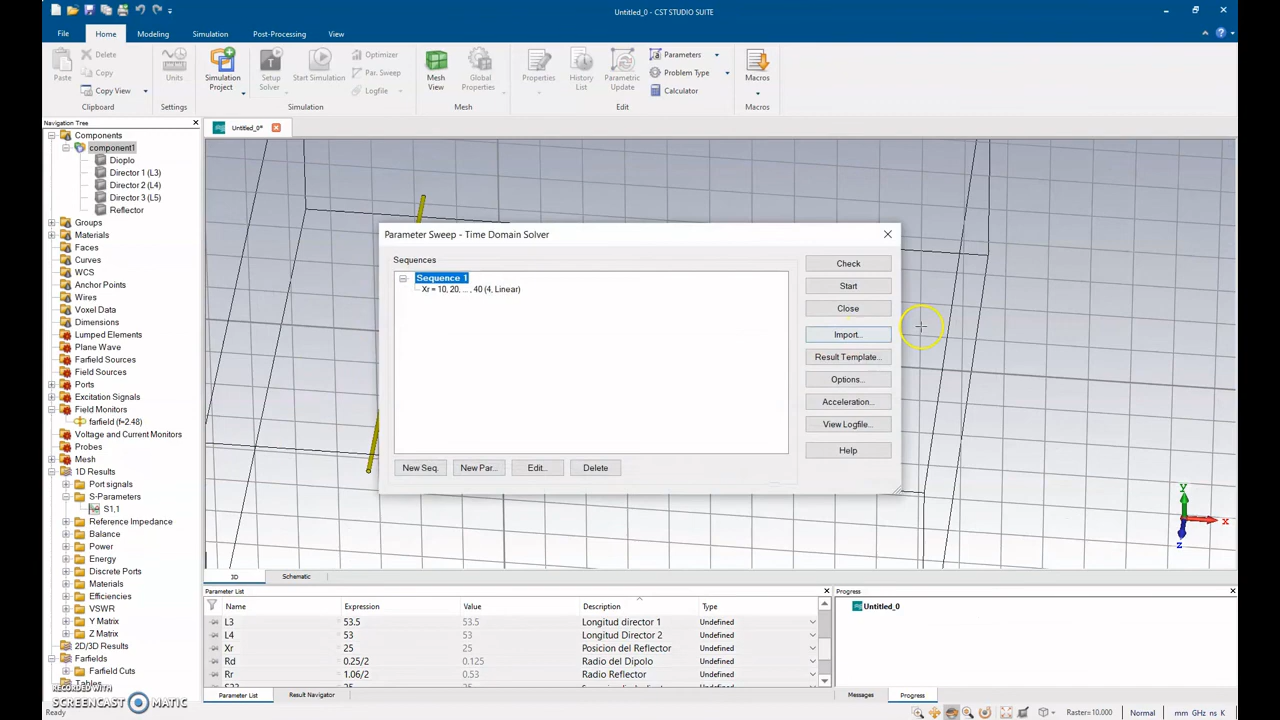 Untitled_0 - CST STUDIO SUITE
File Home Modeling Simulation Post-Processing View
Paste
Delete
Copy
Copy View
Clipboard
Units
Settings
Simulation Project
Setup Solver
Start Simulation
Optimizer
Par. Sweep
Logfile
Simulation
Mesh View
Global Properties
Mesh
Properties
History List
Parametric Update
Parameters
Problem Type
Calculator
Edit
Macros
Macros
Navigation Tree
Untitled_0*
Components
component1
Dioplo
Director 1 (L3)
Director 2 (L4)
Director 3 (L5)
Reflector
Groups
Materials
Faces
Curves
WCS
Anchor Points
Wires
Voxel Data
Dimensions
Lumped Elements
Plane Wave
Farfield Sources
Field Sources
Ports
Excitation Signals
Field Monitors
farfield (f=2.48)
Voltage and Current Monitors
Probes
Mesh
1D Results
Port signals
S-Parameters
S1,1
Reference Impedance
Balance
Power
Energy
Discrete Ports
Materials
Efficiencies
VSWR
Y Matrix
Z Matrix
2D/3D Results
Farfields
Farfield Cuts
Tables
Parameter Sweep - Time Domain Solver
Sequences
Sequence 1
Xr = 10, 20, ... , 40 (4, Linear)
Check
Start
Close
Import...
Result Template...
Options...
Acceleration...
View Logfile...
Help
New Seq.
New Par...
Edit...
Delete
y
x
z
3D Schematic
Parameter List
Name Expression Value Description Type
L3 = 53.5 53.5 Longitud director 1 Undefined
L4 = 53 53 Longitud Director 2 Undefined
Xr = 25 25 Posicion del Reflector Undefined
Rd = 0.25/2 0.125 Radio del Dipolo Undefined
Rr = 1.06/2 0.53 Radio Reflector Undefined
Parameter List Result Navigator
Progress
Untitled_0
Messages Progress
RECORDED WITH
SCREENCAST MATIC
Ready
Raster=10.000 Normal mm GHz ns K